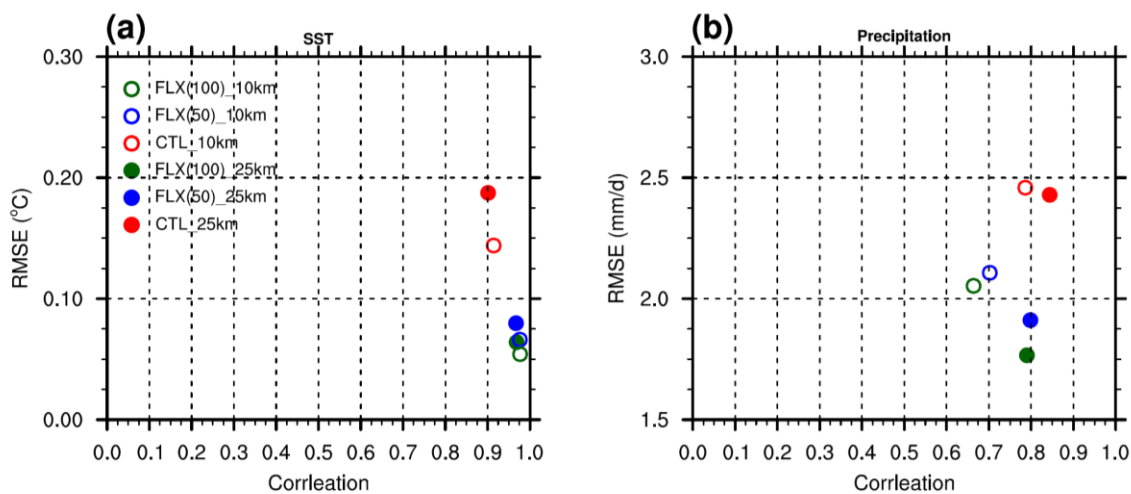 (a)
SST
0.30
0.20
0.10
0.00
RMSE (°C)
FLX(100)_10km
FLX(50)_10km
CTL_10km
FLX(100)_25km
FLX(50)_25km
CTL_25km
0.0 0.1 0.2 0.3 0.4 0.5 0.6 0.7 0.8 0.9 1.0
Corrleation
(b)
Precipitation
3.0
2.5
2.0
1.5
RMSE (mm/d)
0.0 0.1 0.2 0.3 0.4 0.5 0.6 0.7 0.8 0.9 1.0
Corrleation